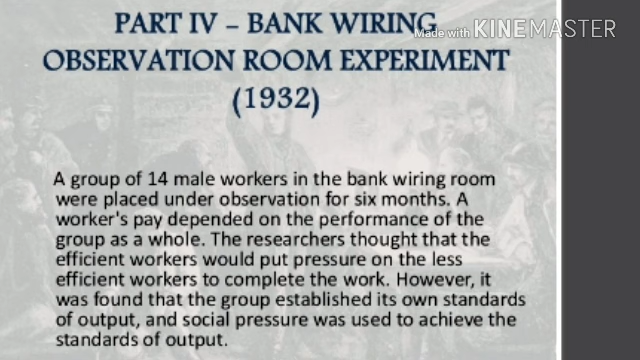 PART IV – BANK WIRING
Made with KINEMASTER
OBSERVATION ROOM EXPERIMENT
(1932)
A group of 14 male workers in the bank wiring room
were placed under observation for six months. A
worker's pay depended on the performance of the
group as a whole. The researchers thought that the
efficient workers would put pressure on the less
efficient workers to complete the work. However, it
was found that the group established its own standards
of output, and social pressure was used to achieve the
standards of output.